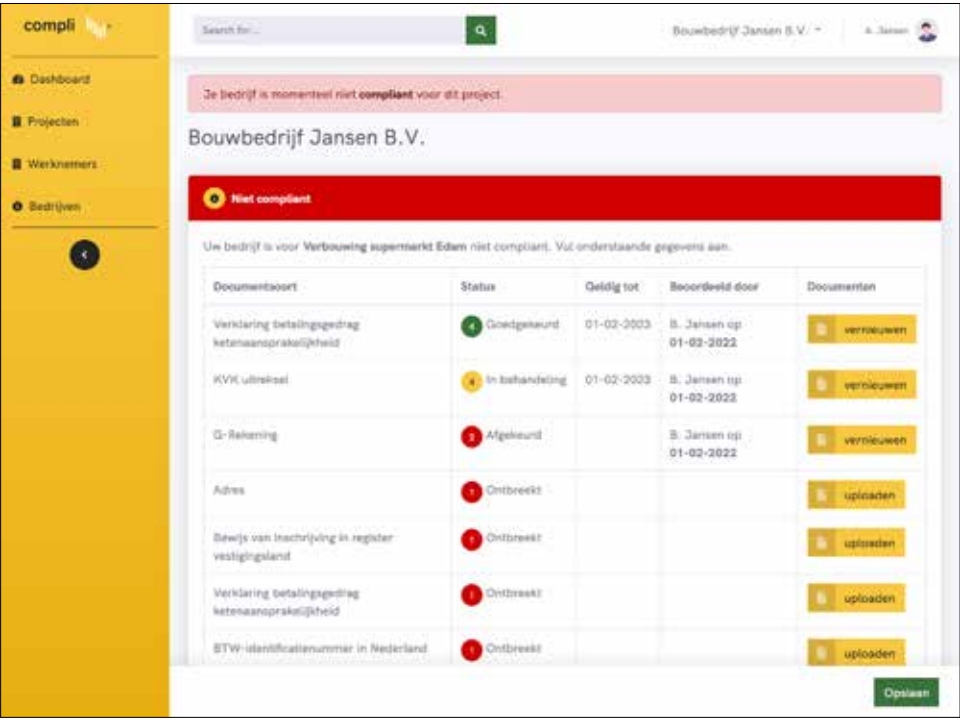 compli
Search for...
Bouwbedrijf Jansen B.V.
Jansen
Dashboard
Projecten
Werknemers
Bedrijven
Je bedrijf is momenteel niet compliant voor dit project.
Bouwbedrijf Jansen B.V.
Niet compliant
Uw bedrijf is voor Verbouwing supermarkt Edam niet compliant. Vul onderstaande gegevens aan.
Documentsoort Status Geldig tot Beoordeeld door Documenten
Verklaring betalingsgedrag Goedgekeurd 01-02-2003 B. Jansen op vernieuwen
ketenaansprakelijkheid 01-02-2022
KVK uitreksel In behandeling 01-02-2003 B. Jansen op vernieuwen
01-02-2022
G-Rekening Afgekeurd B. Jansen op vernieuwen
01-02-2022
Adres Ontbreekt uploaden
Bewijs van inschrijving in register Ontbreekt uploaden
vestigingsland
Verklaring betalingsgedrag Ontbreekt uploaden
ketenaansprakelijkheid
BTW-identificatienummer in Nederland Ontbreekt uploaden
Opslaan